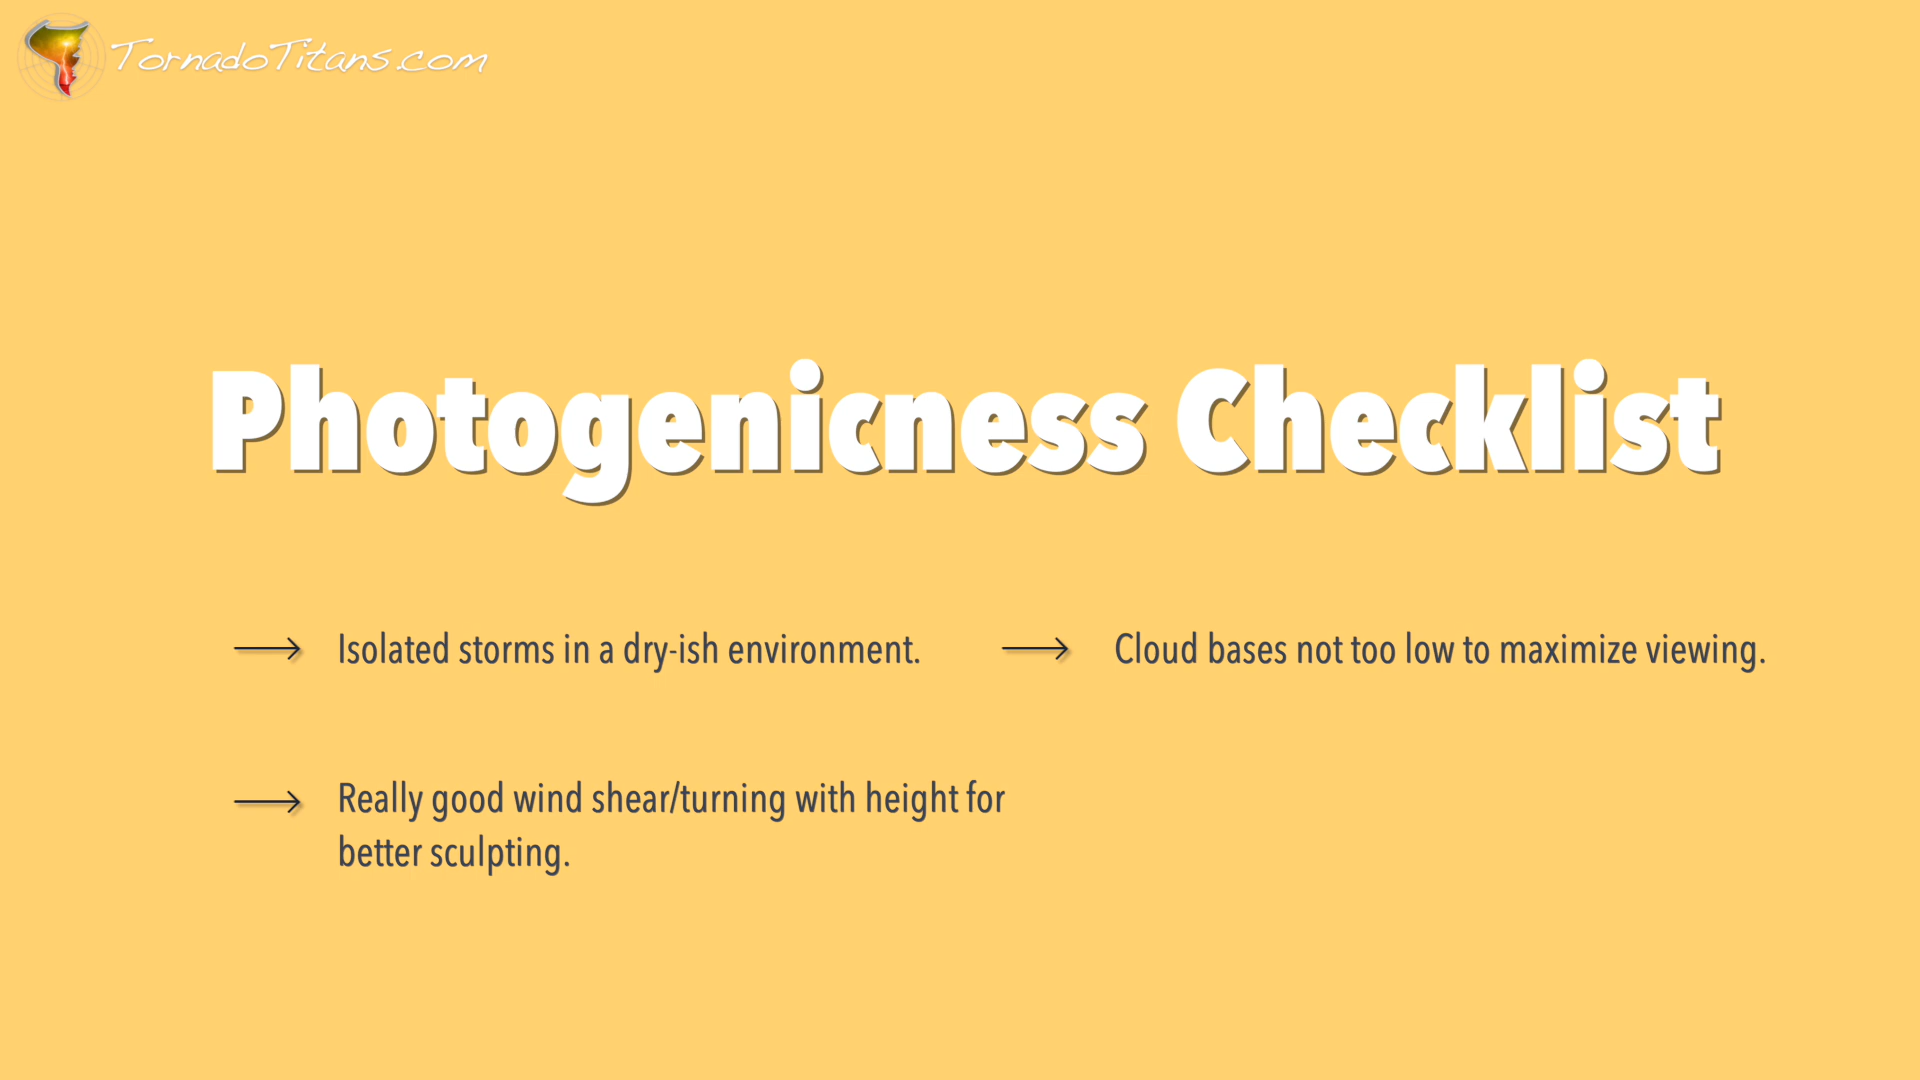 TornadoTitans.com
Photogenicness Checklist
Isolated storms in a dry-ish environment.
Cloud bases not too low to maximize viewing.
Really good wind shear/turning with height for
better sculpting.